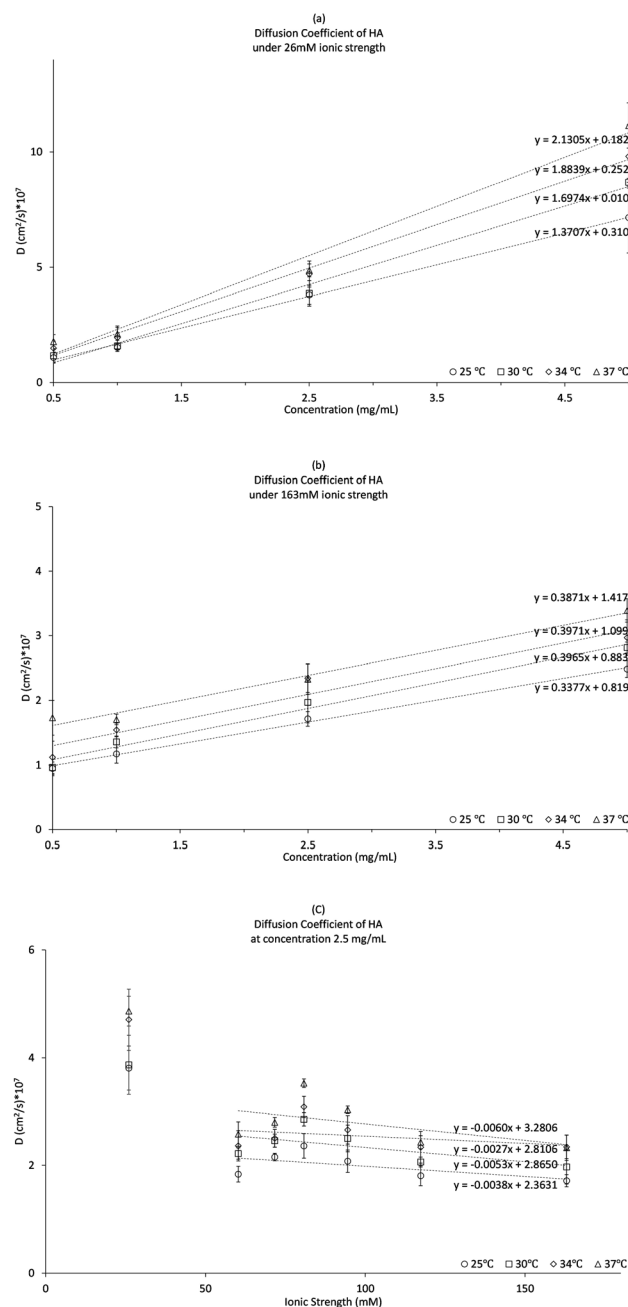 (a)
Diffusion Coefficient of HA
under 26mM ionic strength
D (cm²/s)*10⁷
10
5
0
y = 2.1305x + 0.182
y = 1.8839x + 0.252
y = 1.6974x + 0.010
y = 1.3707x + 0.310
25 °C 30 °C 34 °C 37 °C
0.5 1.5 2.5 3.5 4.5
Concentration (mg/mL)
(b)
Diffusion Coefficient of HA
under 163mM ionic strength
D (cm²/s)*10⁷
5
4
3
2
1
0
y = 0.3871x + 1.417
y = 0.3971x + 1.099
y = 0.3965x + 0.883
y = 0.3377x + 0.819
25 °C 30 °C 34 °C 37°C
0.5 1.5 2.5 3.5 4.5
Concentration (mg/mL)
(C)
Diffusion Coefficient of HA
at concentration 2.5 mg/mL
D (cm²/s)*10⁷
6
4
2
0
y = -0.0060x + 3.2806
y = -0.0027x + 2.8106
y = -0.0053x + 2.8650
y = -0.0038x + 2.3631
25°C 30°C 34°C 37°C
0 50 100 150
Ionic Strength (mM)